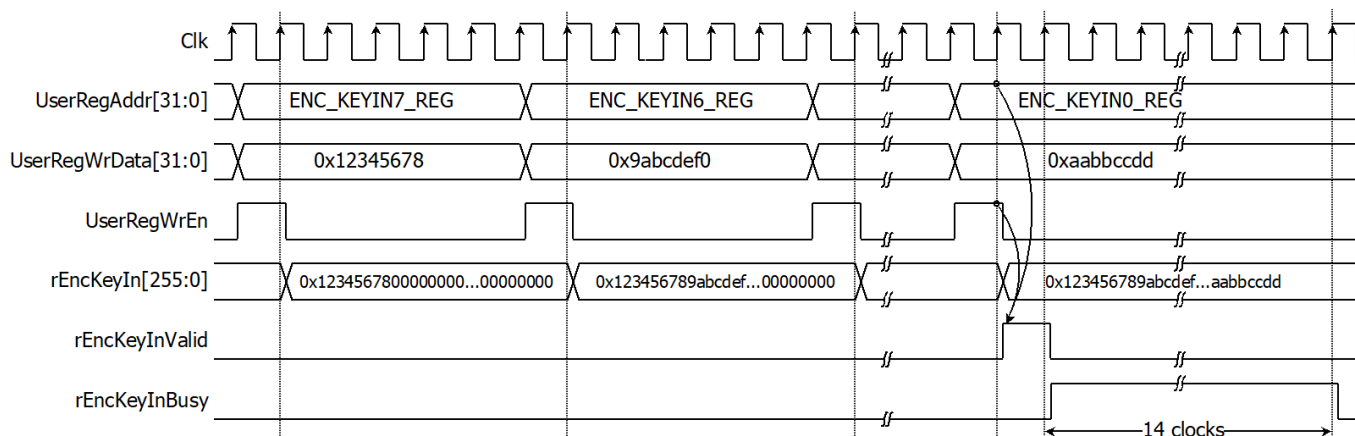 Clk
UserRegAddr[31:0] ENC_KEYIN7_REG ENC_KEYIN6_REG ENC_KEYIN0_REG
UserRegWrData[31:0] 0x12345678 0x9abcdef0 0xaabbccdd
UserRegWrEn
rEncKeyIn[255:0] 0x1234567800000000...00000000 0x123456789abcdef...00000000 0x123456789abcdef...aabbccdd
rEncKeyInValid
rEncKeyInBusy
14 clocks